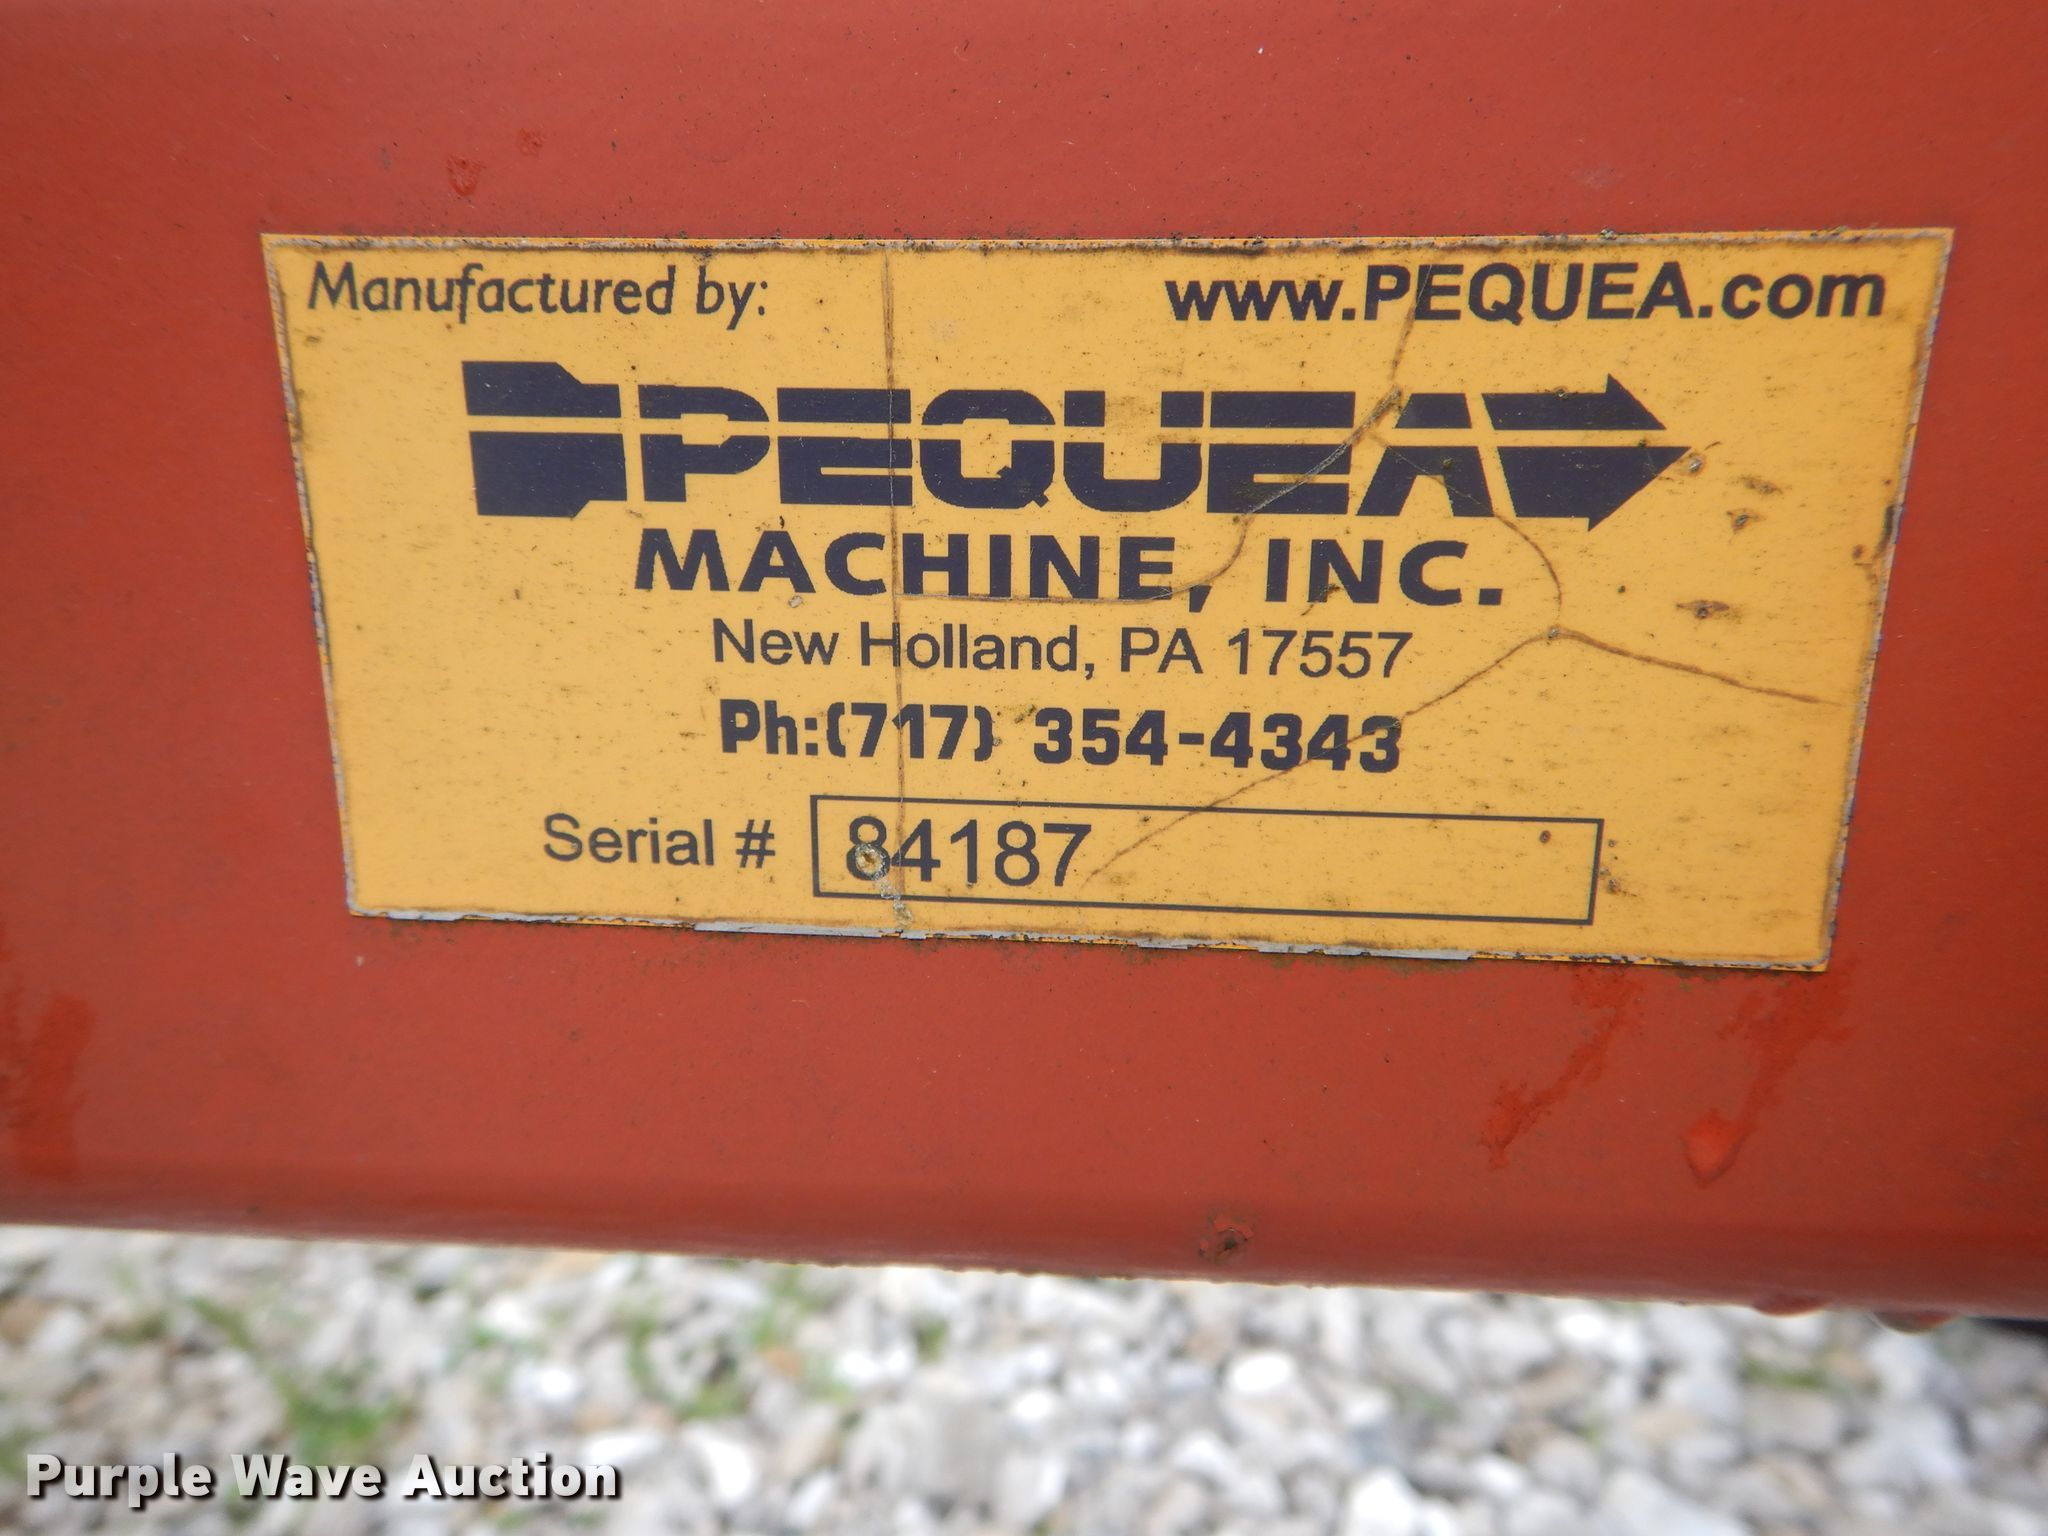 Manufactured by:
www.PEQUEA.com
PEQUEA
MACHINE, INC.
New Holland, PA 17557
Ph:(717) 354-4343
Serial # 84187
Purple Wave Auction